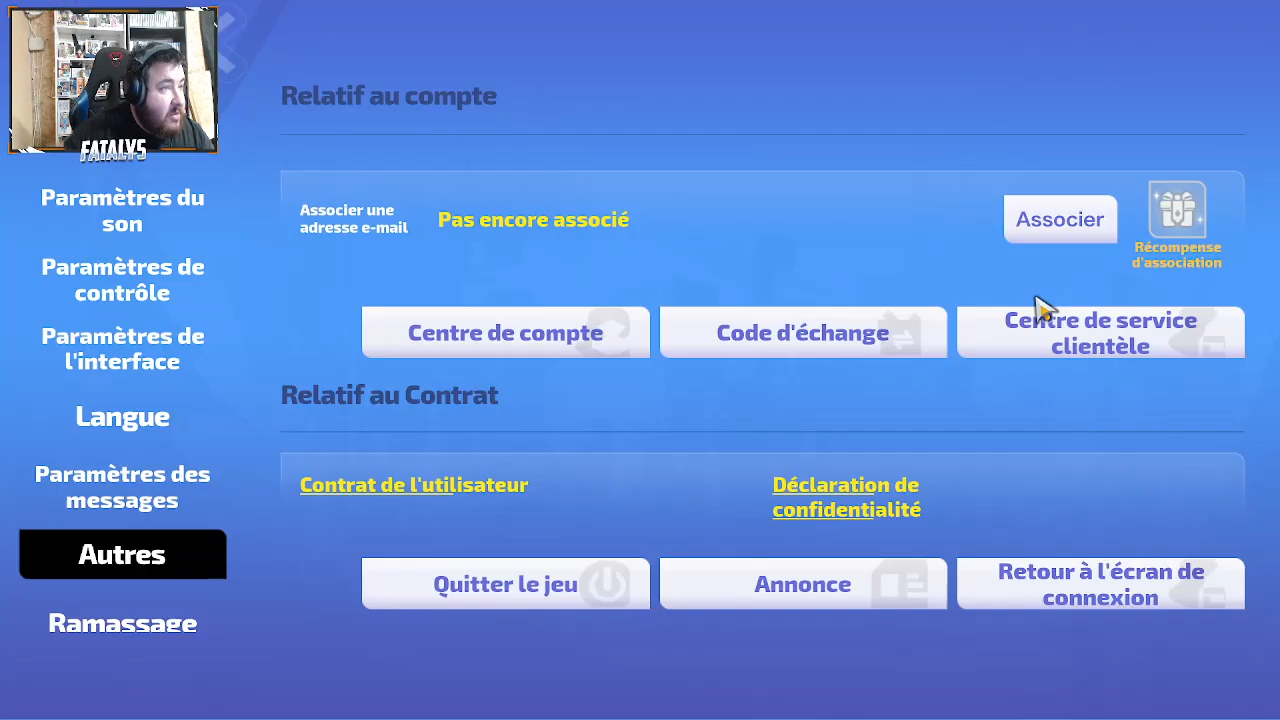 FATALYS
Relatif au compte
Paramètres du
son
Paramètres de
contrôle
Paramètres de
l'interface
Langue
Paramètres des
messages
Autres
Ramassage
Associer une
adresse e-mail
Pas encore associé
Associer
Récompense
d'association
Centre de compte
Code d'échange
Centre de service
clientèle
Relatif au Contrat
Contrat de l'utilisateur
Déclaration de
confidentialité
Quitter le jeu
Annonce
Retour à l'écran de
connexion